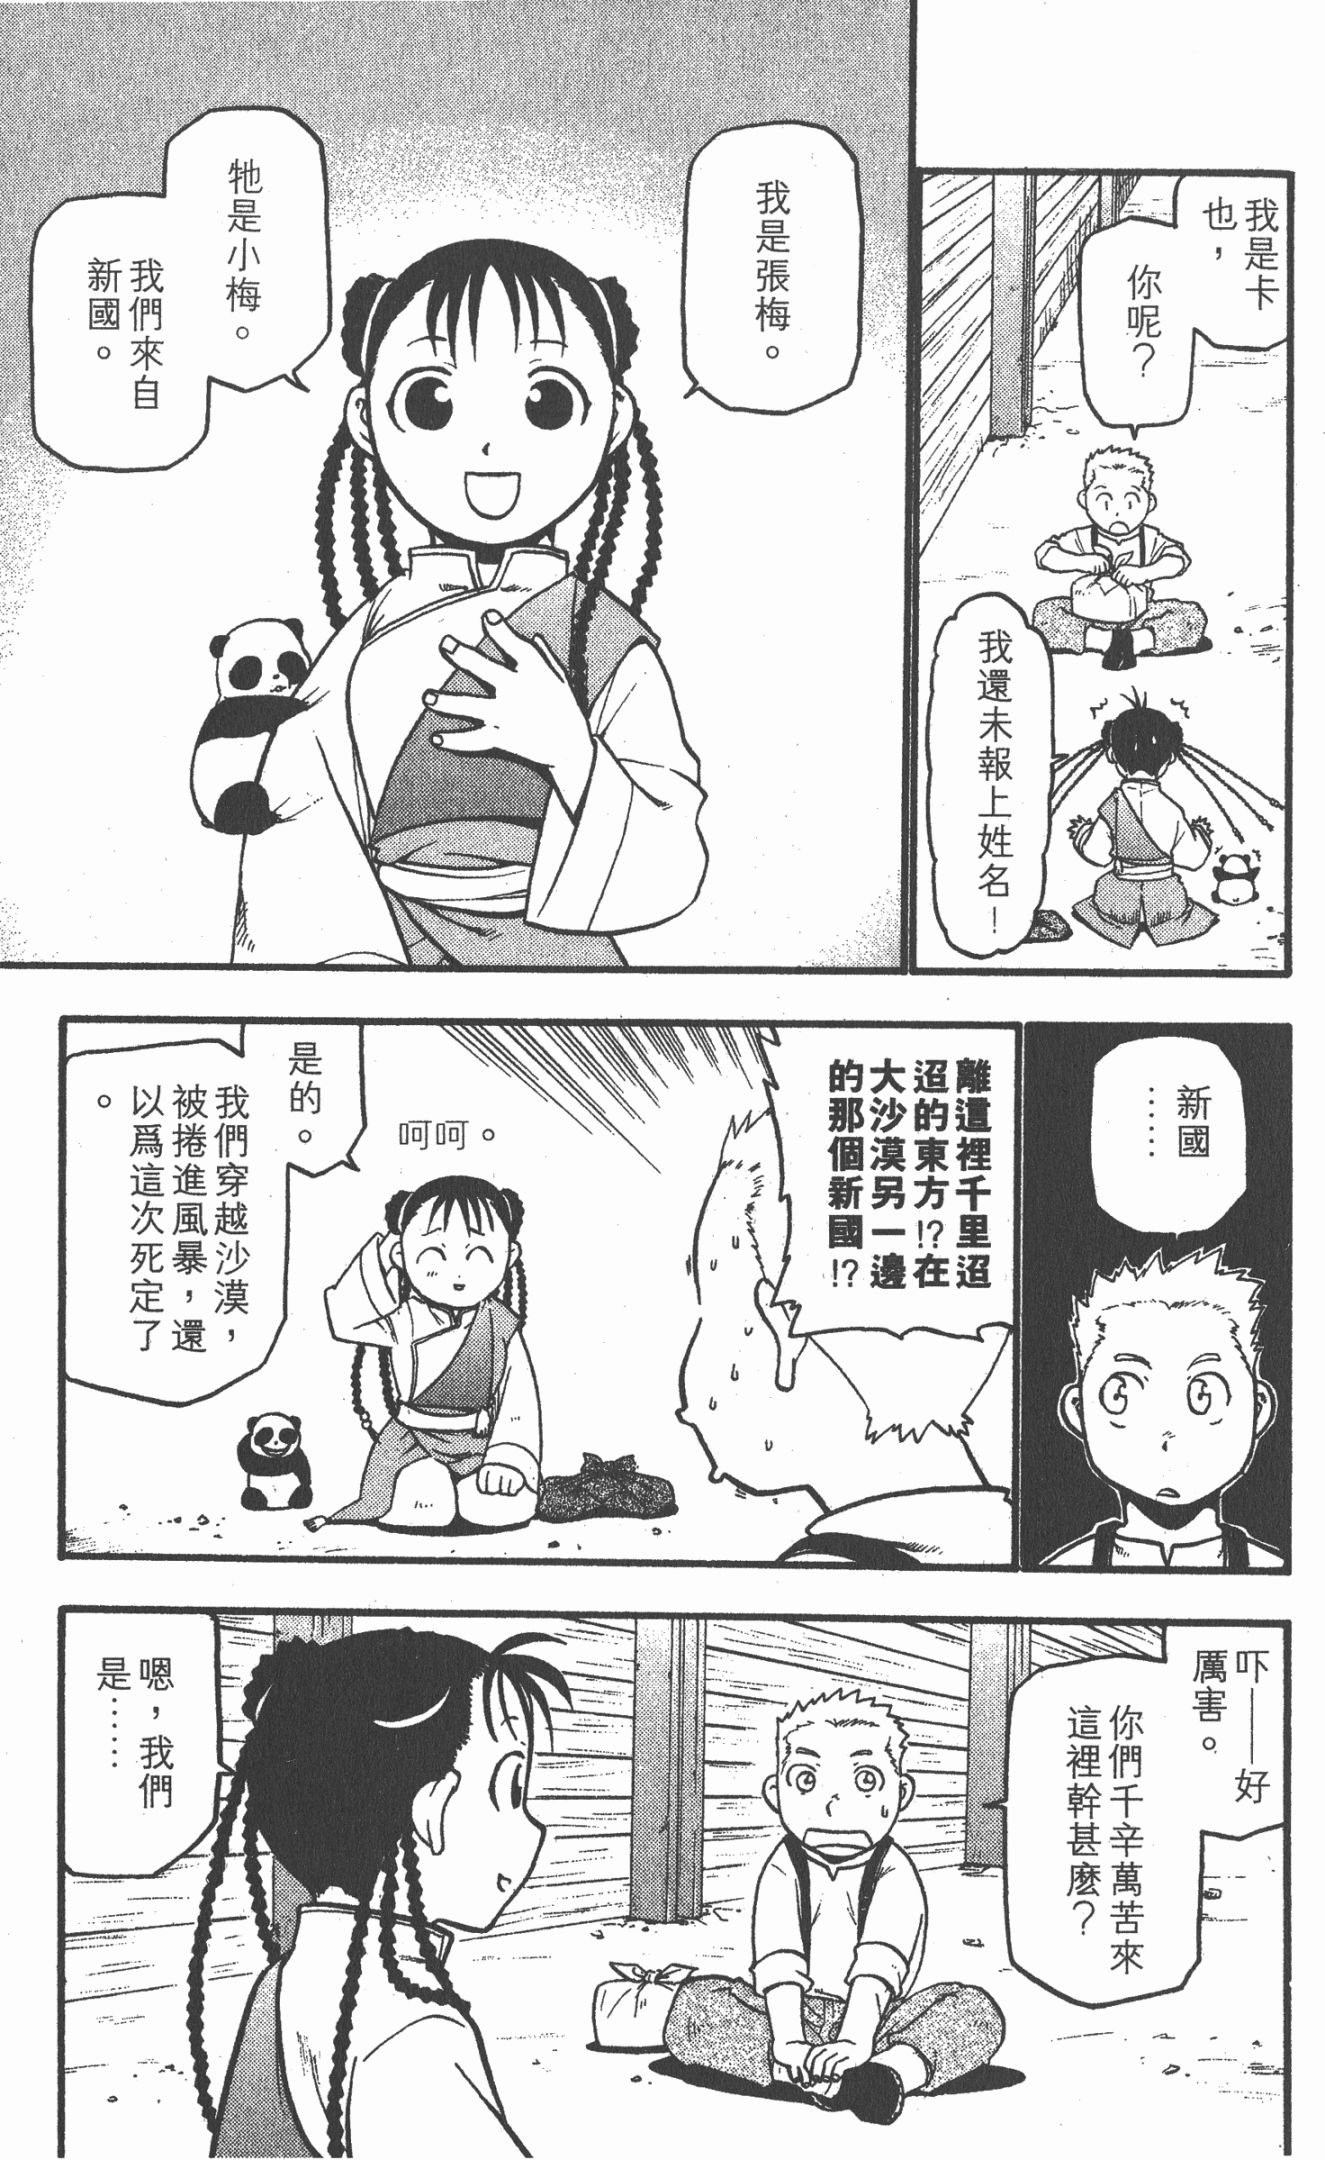 我是卡
也，
你呢？
我還未報上姓名！
我是張梅。
牠是小梅。
我們來自
新國。
新國
……
離這裡千里迢
迢的東方!?在
大沙漠另一邊
的那個新國!?
呵呵。
是的。
我們穿越沙漠，
被捲進風暴，還
以爲這次死定了
。
吓──好
厲害。
你們千辛萬苦來
這裡幹甚麽？
嗯，我們
是……